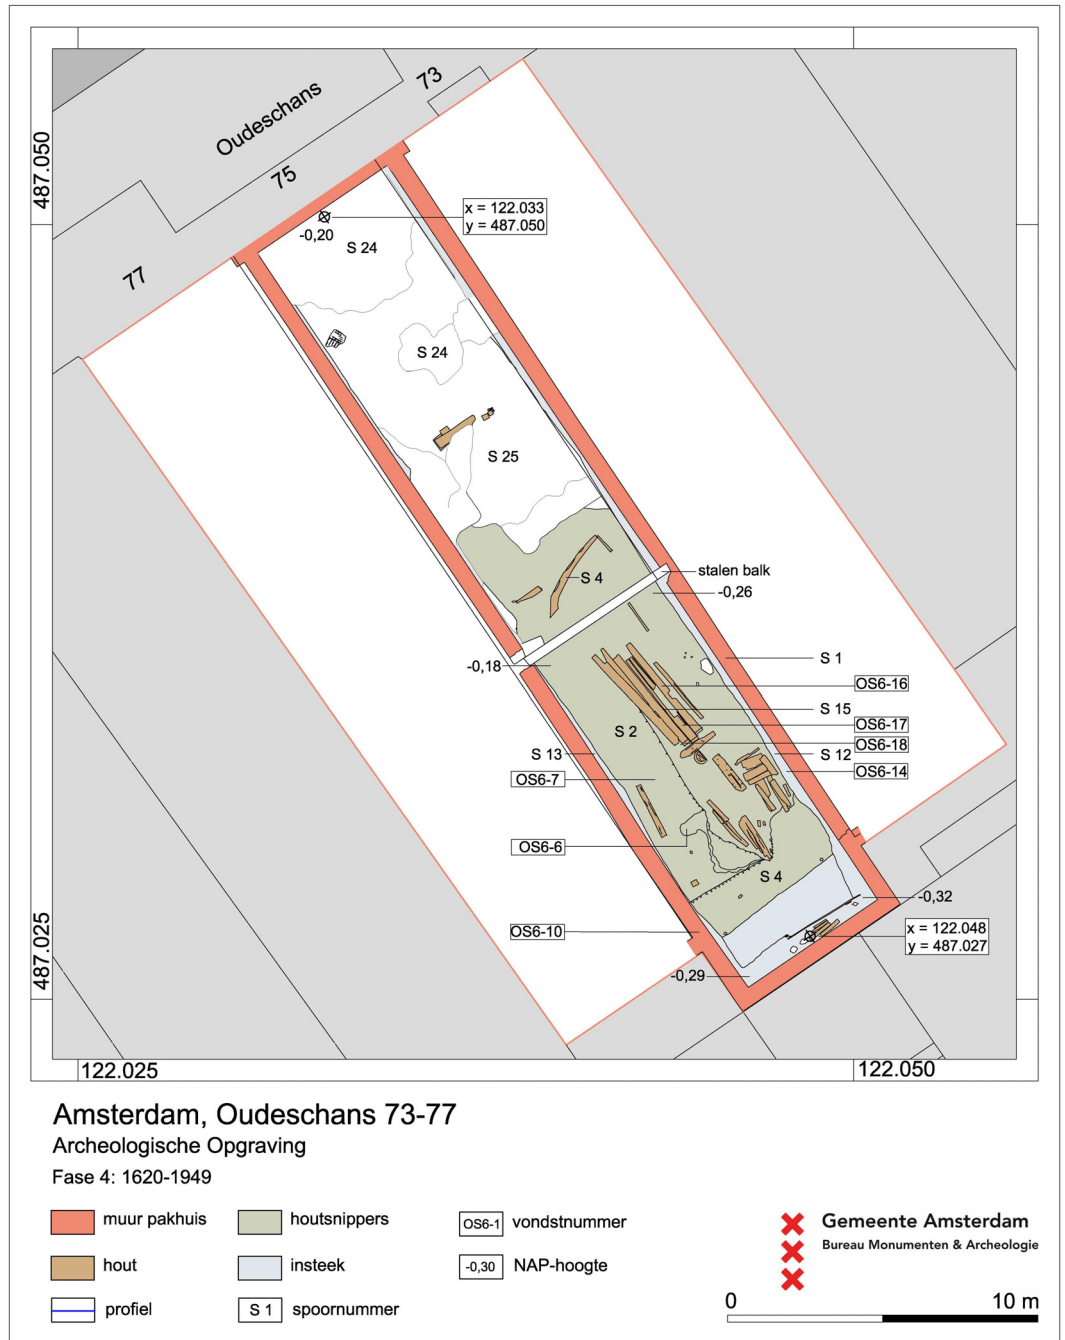 Oudeschans
73
75
77
487.050
x = 122.033
y = 487.050
-0,20
S 24
S 24
S 25
S 4
stalen balk
-0,26
-0,18
S 1
OS6-16
S 15
OS6-17
S 2
OS6-18
S 13
S 12
OS6-7
OS6-14
OS6-6
S 4
-0,32
OS6-10
x = 122.048
y = 487.027
-0,29
487.025
122.025
122.050
Amsterdam, Oudeschans 73-77
Archeologische Opgraving
Fase 4: 1620-1949
muur pakhuis
houtsnippers
OS6-1 vondstnummer
hout
insteek
-0,30 NAP-hoogte
profiel
S 1 spoornummer
Gemeente Amsterdam
Bureau Monumenten & Archeologie
0 10 m